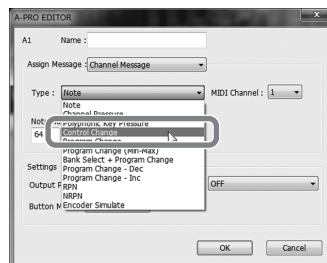 A-PRO EDITOR
A1 Name :
Assign Message : Channel Message
Type : Note MIDI Channel : 1
Note
Channel Pressure
Polyphonic Key Pressure
Control Change
Program Change
Program Change (Min-Max)
Bank Select + Program Change
Program Change - Dec
Program Change - Inc
RPN
NRPN
Encoder Simulate
64
Settings
Output OFF
Button
OK Cancel